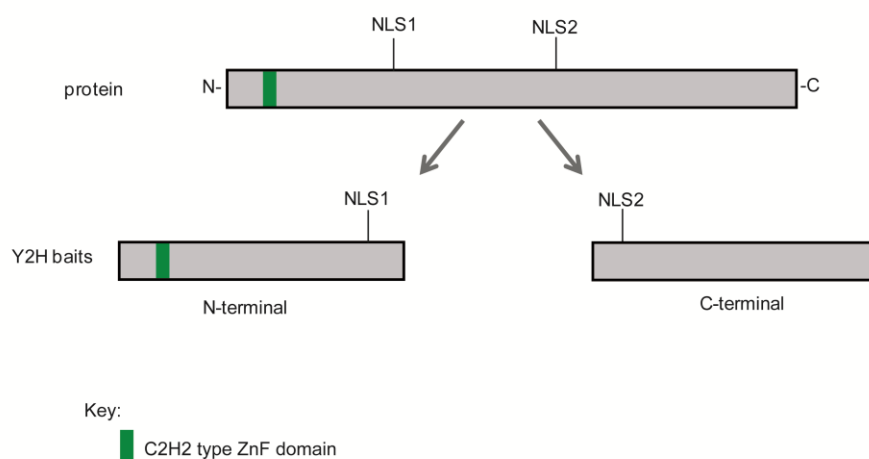 NLS1 NLS2
protein N- -C
NLS1 NLS2
Y2H baits
N-terminal C-terminal
Key:
C2H2 type ZnF domain